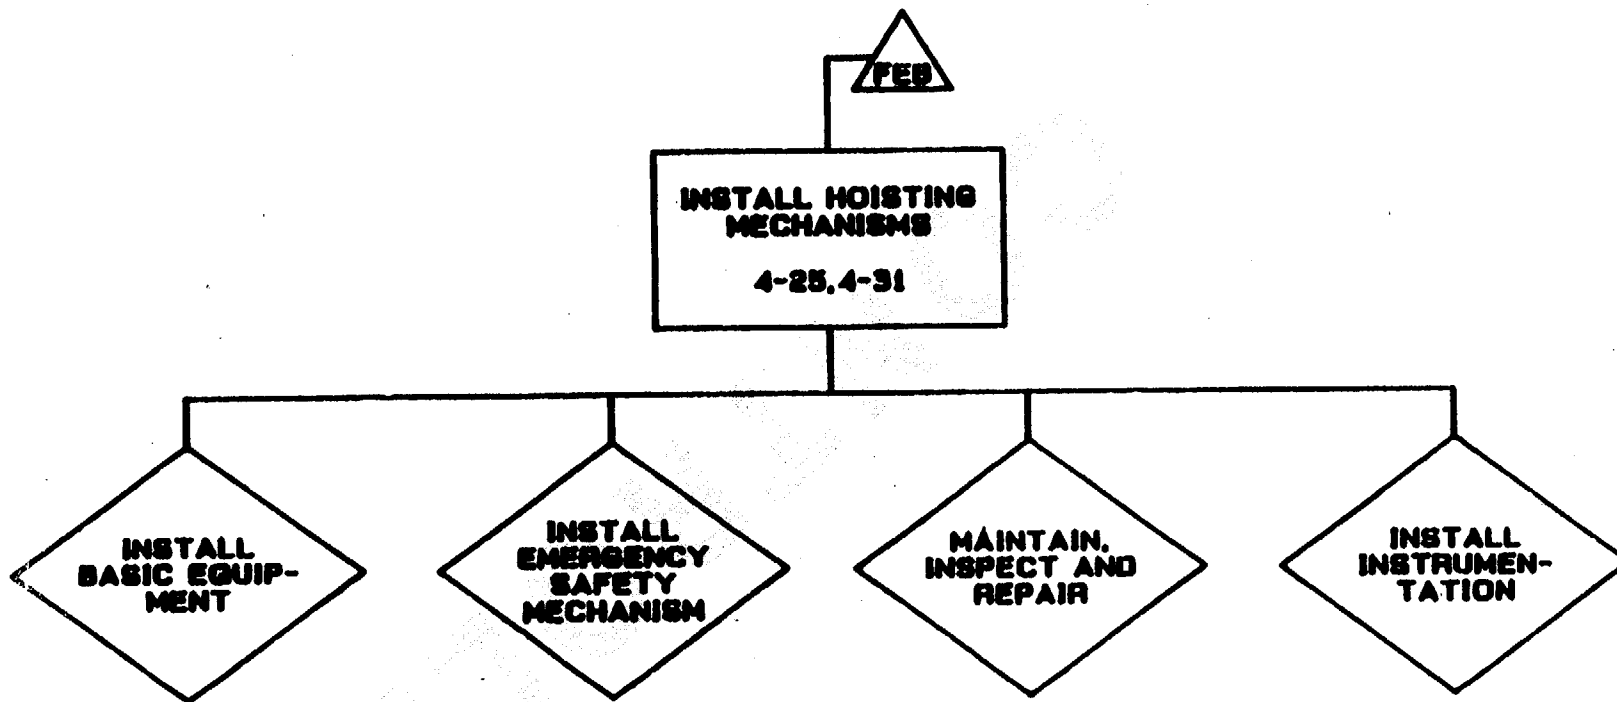 FEB
INSTALL HOISTING
MECHANISMS
4-25,4-31
INSTALL
BASIC EQUIP-
MENT
INSTALL
EMERGENCY
SAFETY
MECHANISM
MAINTAIN,
INSPECT AND
REPAIR
INSTALL
INSTRUMEN-
TATION